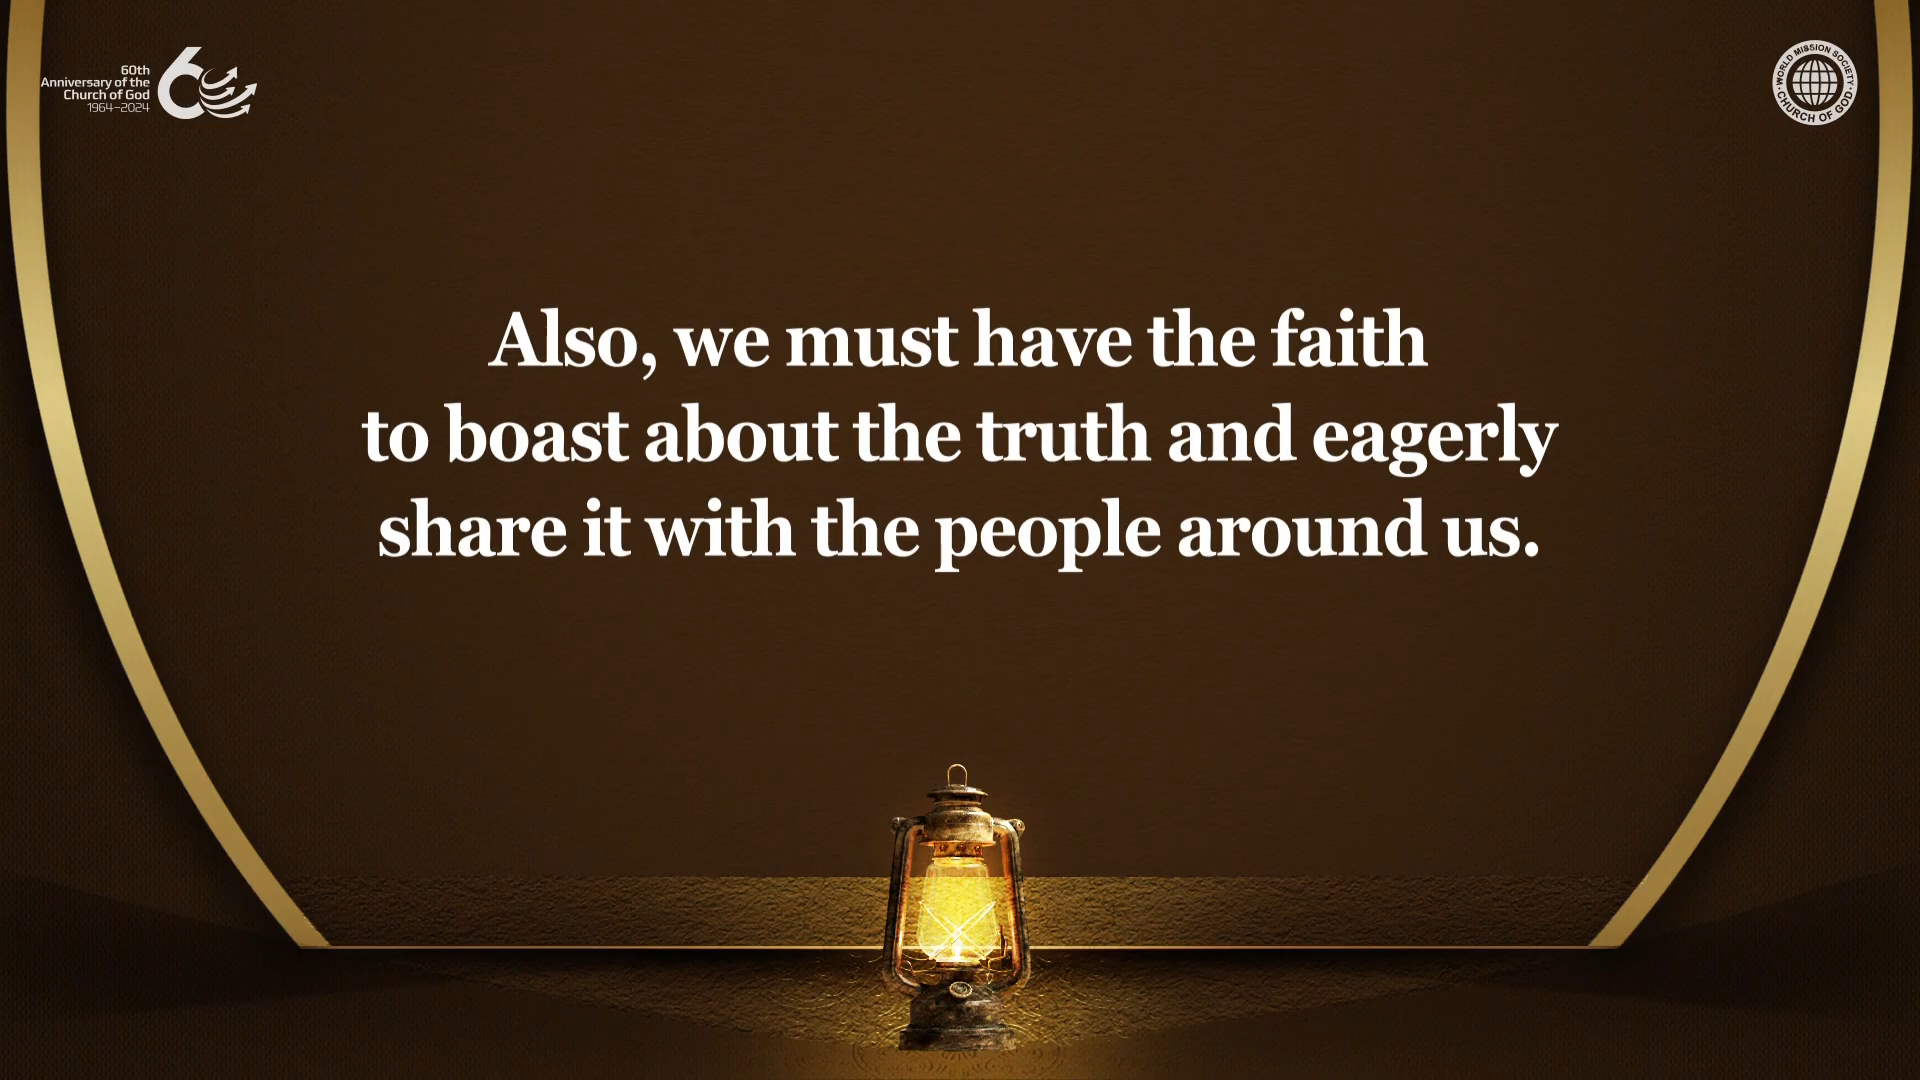 60th
Anniversary of the
Church of God
1964–2024
60
WORLD MISSION SOCIETY
CHURCH OF GOD
Also, we must have the faith
to boast about the truth and eagerly
share it with the people around us.